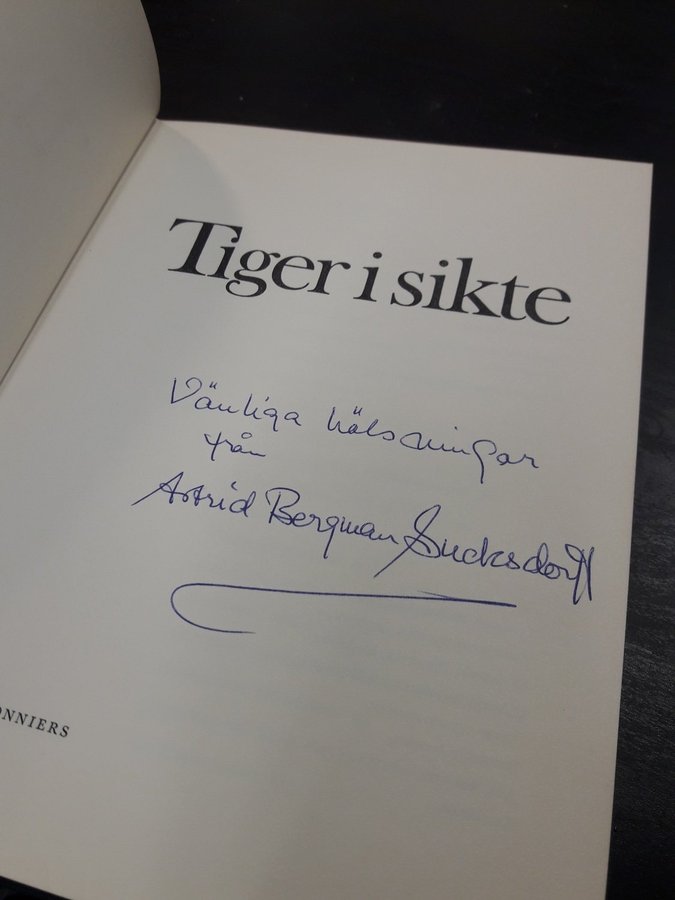 Tiger i sikte
Vänliga hälsningar
från
Astrid Bergman Sucksdorff
ONNIERS